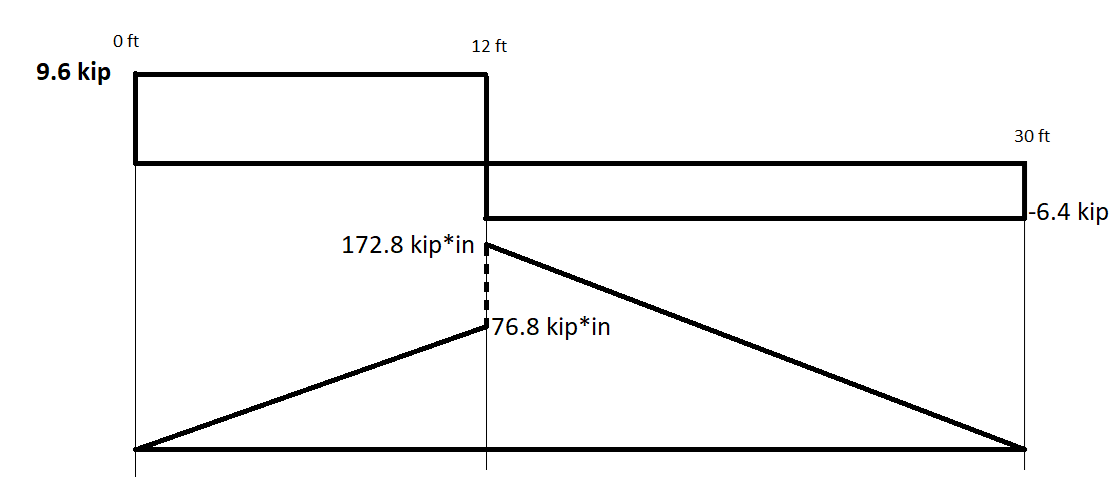 0 ft
12 ft
9.6 kip
30 ft
-6.4 kip
172.8 kip*in
76.8 kip*in